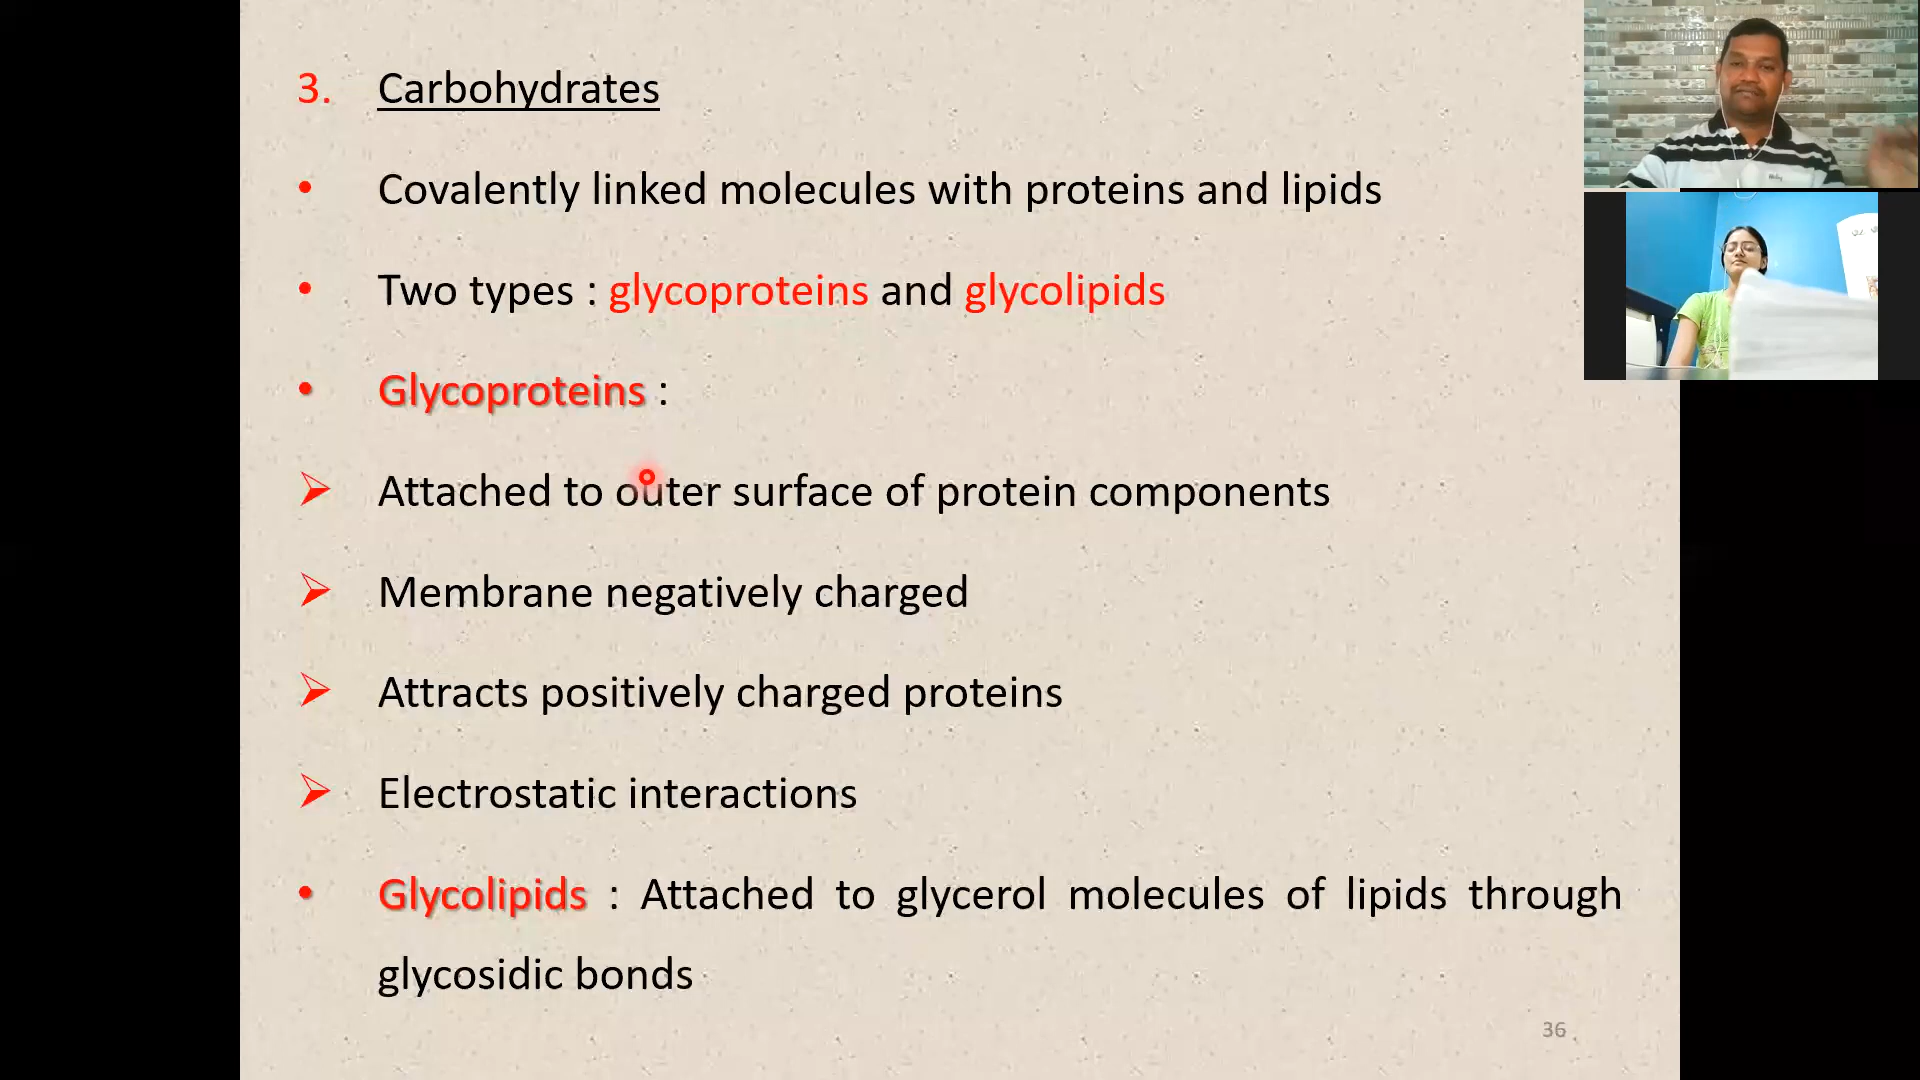 3. Carbohydrates
• Covalently linked molecules with proteins and lipids
• Two types : glycoproteins and glycolipids
• Glycoproteins :
➢ Attached to outer surface of protein components
➢ Membrane negatively charged
➢ Attracts positively charged proteins
➢ Electrostatic interactions
• Glycolipids : Attached to glycerol molecules of lipids through
glycosidic bonds
36